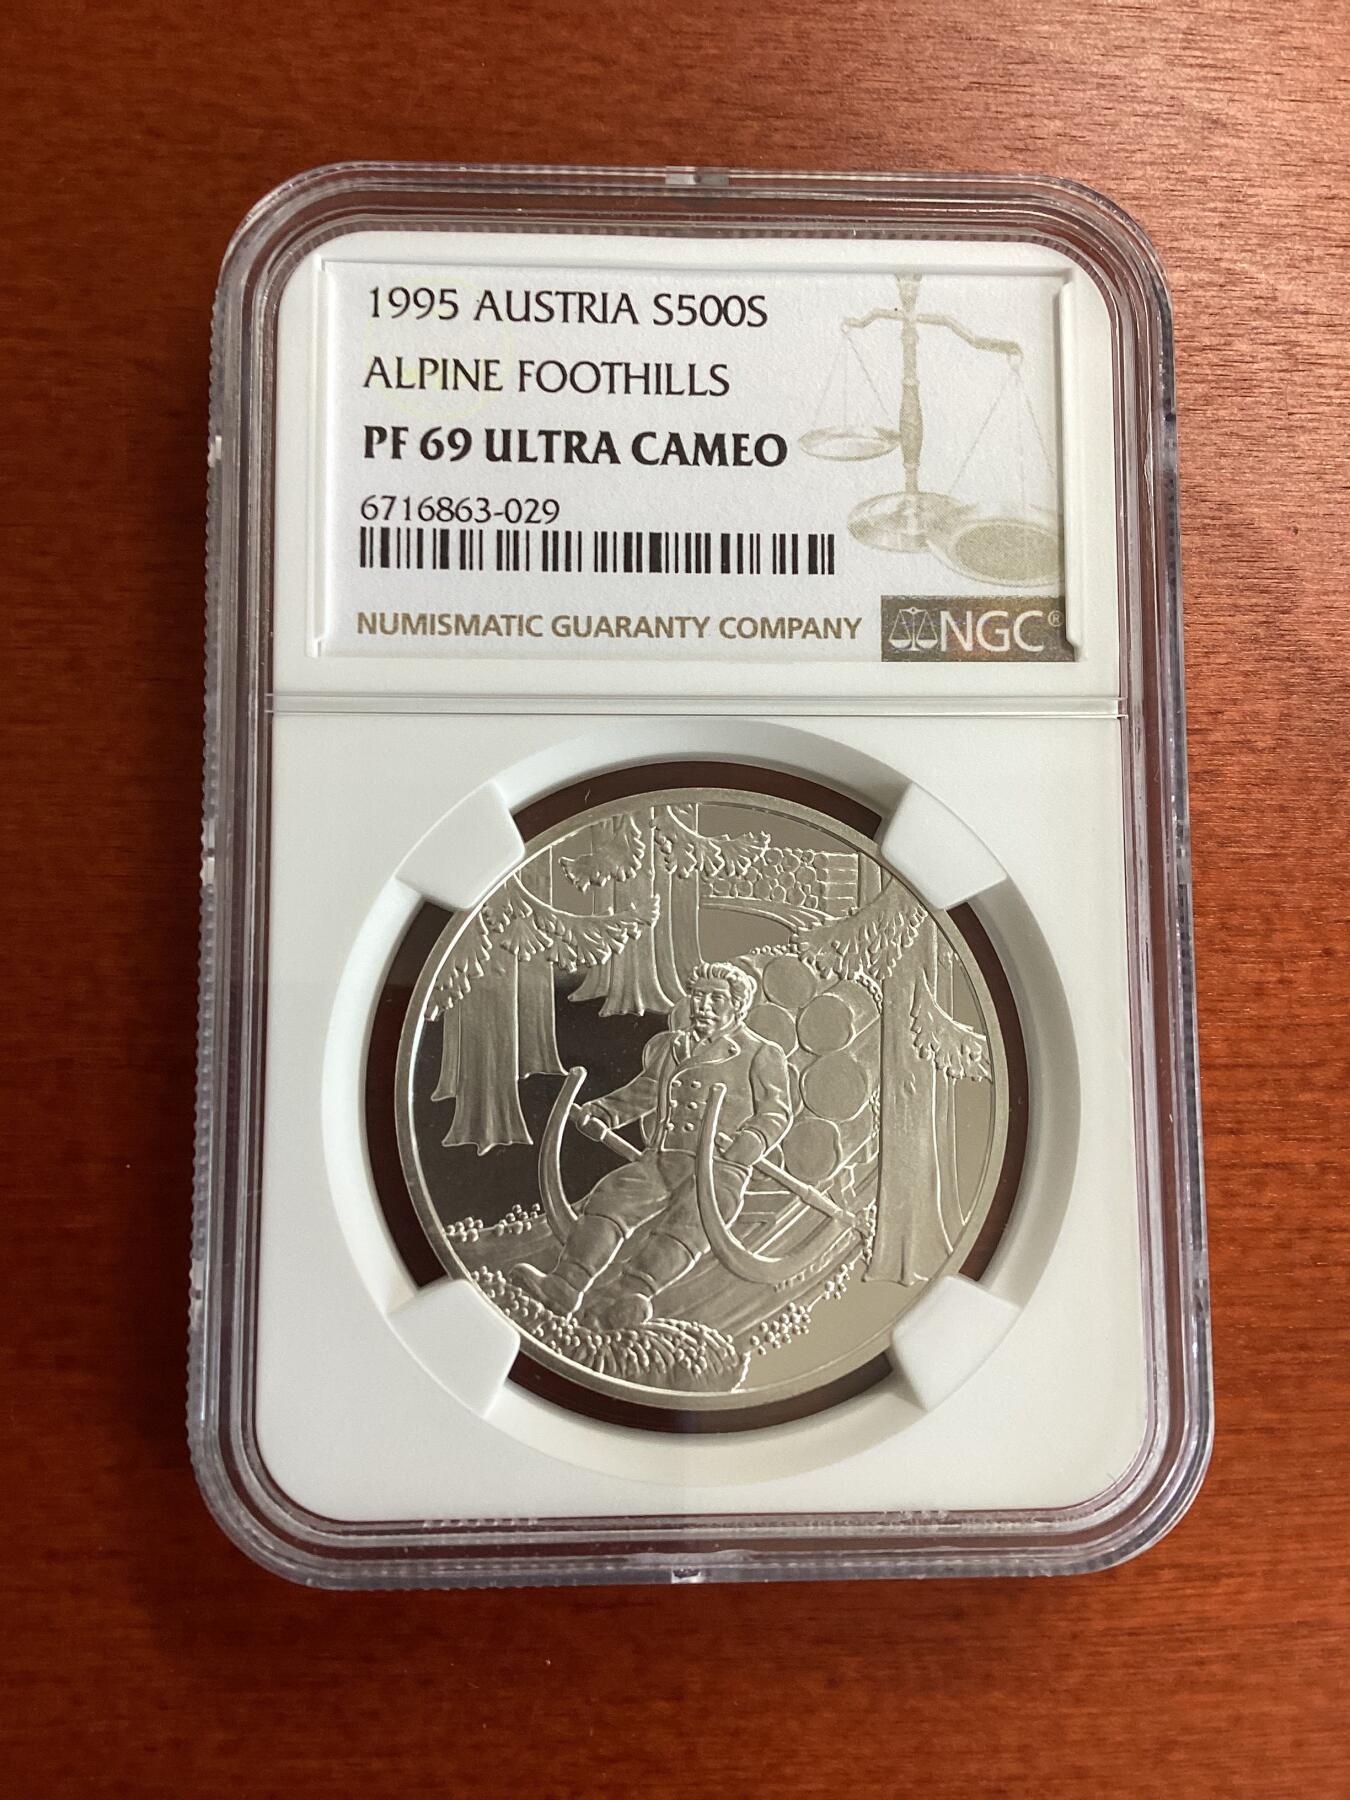 1995 AUSTRIA S500S
ALPINE FOOTHILLS
PF 69 ULTRA CAMEO
6716863-029
NUMISMATIC GUARANTY COMPANY
NGC®